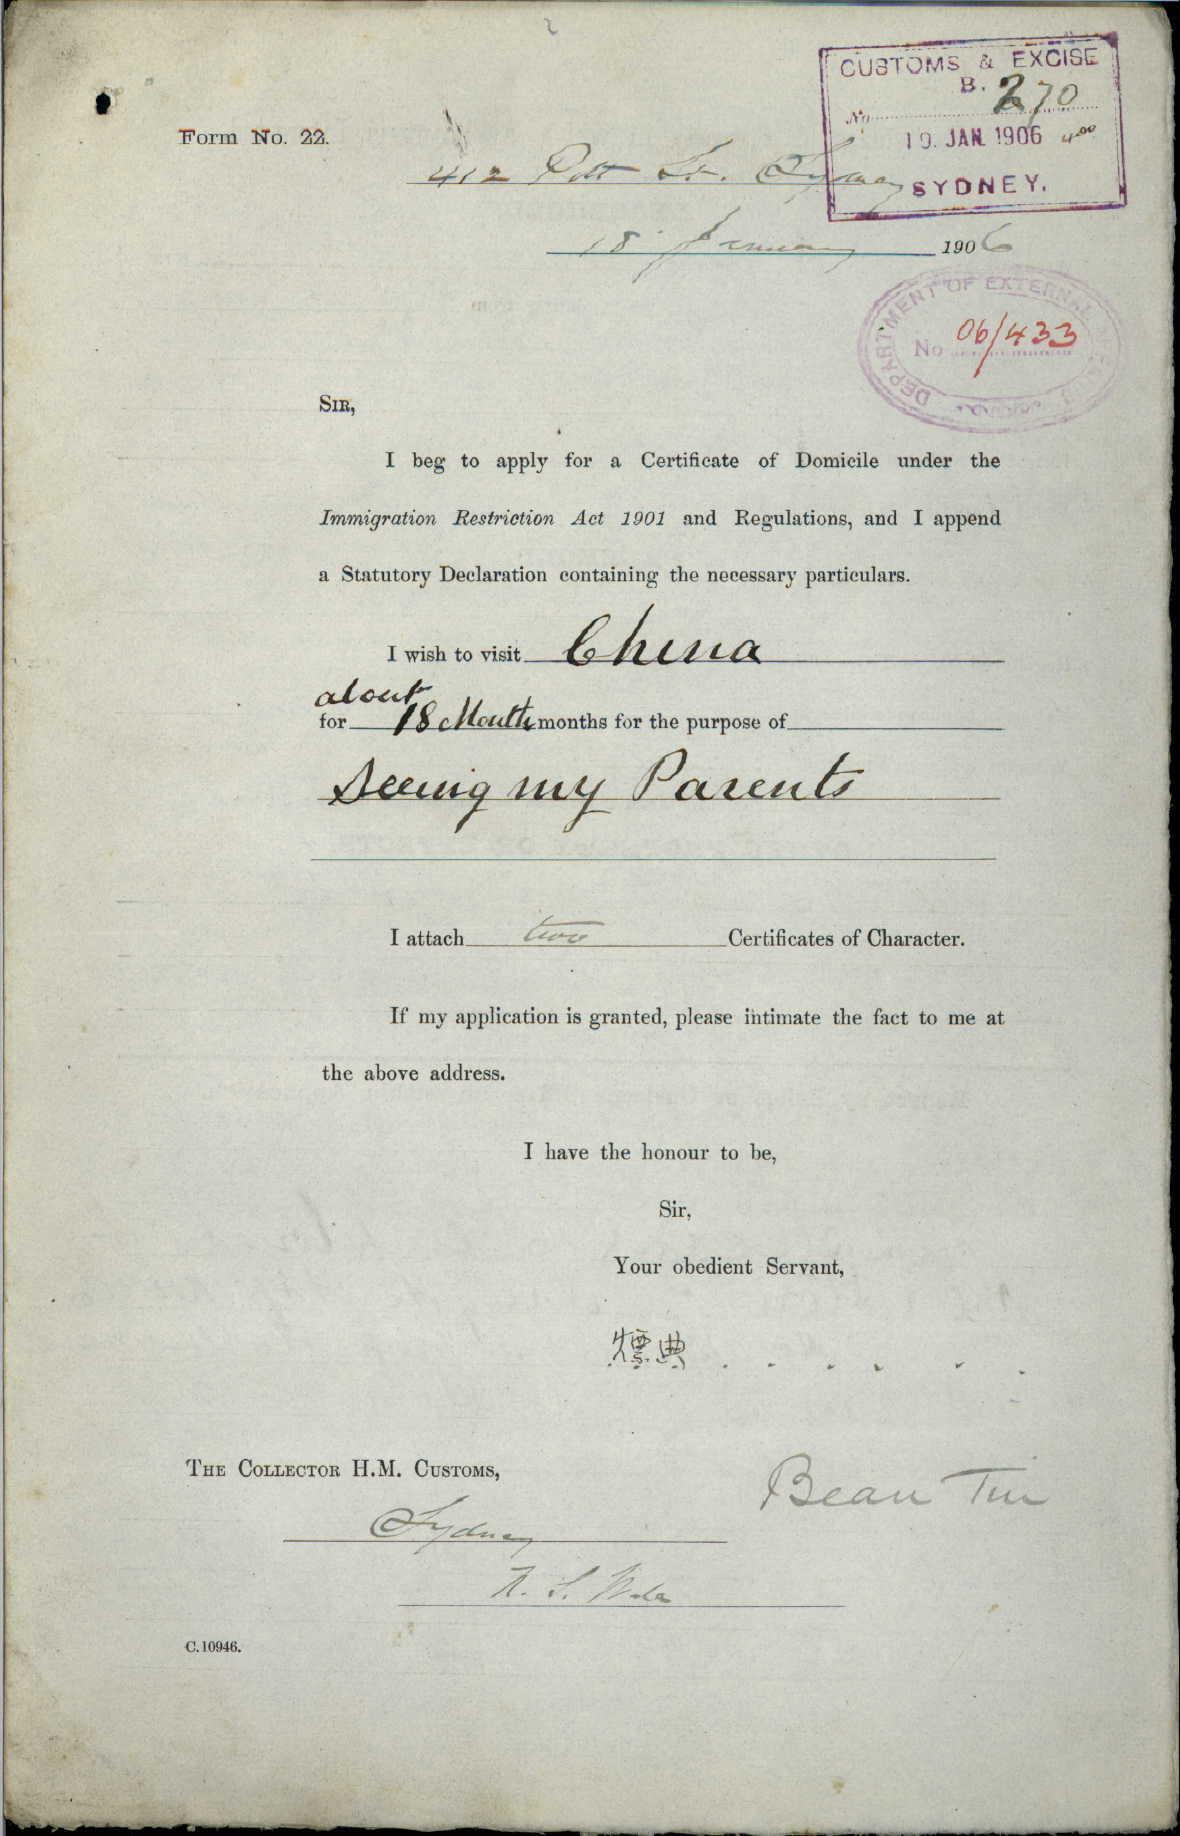 CUSTOMS & EXCISE
B. 270
No
19. JAN. 1906
SYDNEY.
Form No. 22.
412 Pitt St. Sydney
18 January 1906
DEPARTMENT OF EXTERNAL AFFAIRS
No 06/433
SIR,
I beg to apply for a Certificate of Domicile under the
Immigration Restriction Act 1901 and Regulations, and I append
a Statutory Declaration containing the necessary particulars.
I wish to visit China
about
for 18 Month months for the purpose of
Seeing my Parents
I attach two Certificates of Character.
If my application is granted, please intimate the fact to me at
the above address.
I have the honour to be,
Sir,
Your obedient Servant,
典
THE COLLECTOR H.M. CUSTOMS,
Bean Tin
Sydney
N. S. Wales
C.10946.